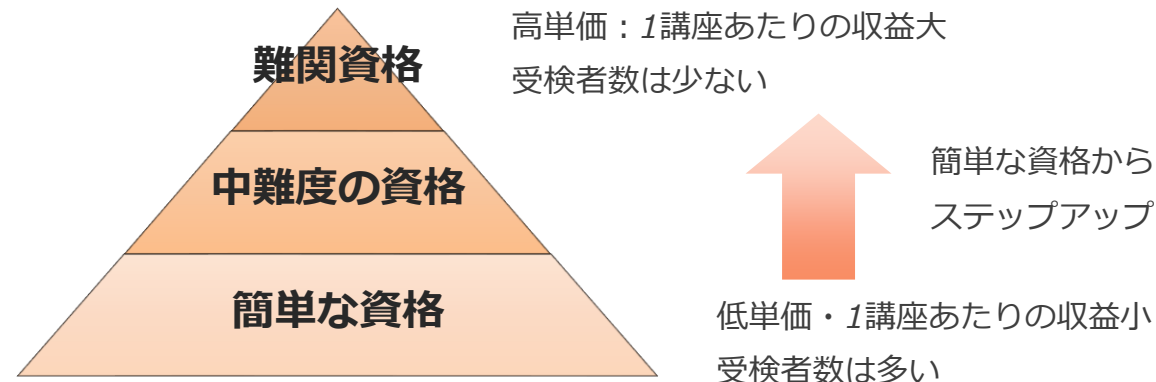 難関資格
高単価：1講座あたりの収益大
受検者数は少ない
中難度の資格
簡単な資格から
ステップアップ
簡単な資格
低単価・1講座あたりの収益小
受検者数は多い